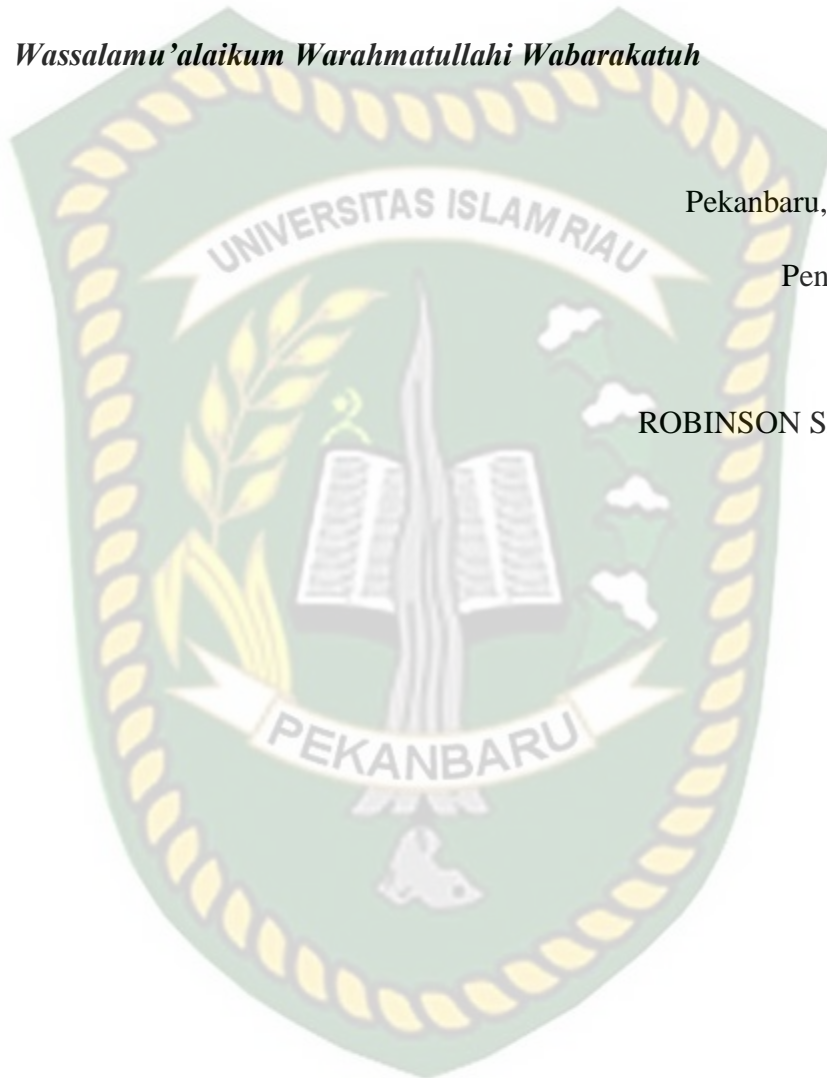 Wassalamu’alaikum Warahmatullahi Wabarakatuh
UNIVERSITAS ISLAM RIAU
Pekanbaru,
Pen
ROBINSON S
PEKANBARU